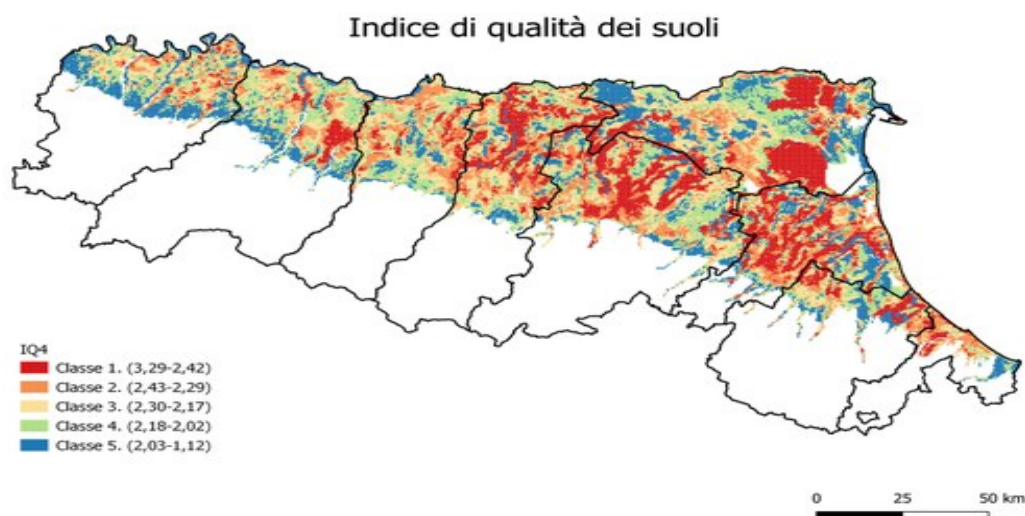 Indice di qualità dei suoli
IQ4
Classe 1. (3,29-2,42)
Classe 2. (2,43-2,29)
Classe 3. (2,30-2,17)
Classe 4. (2,18-2,02)
Classe 5. (2,03-1,12)
0 25 50 km